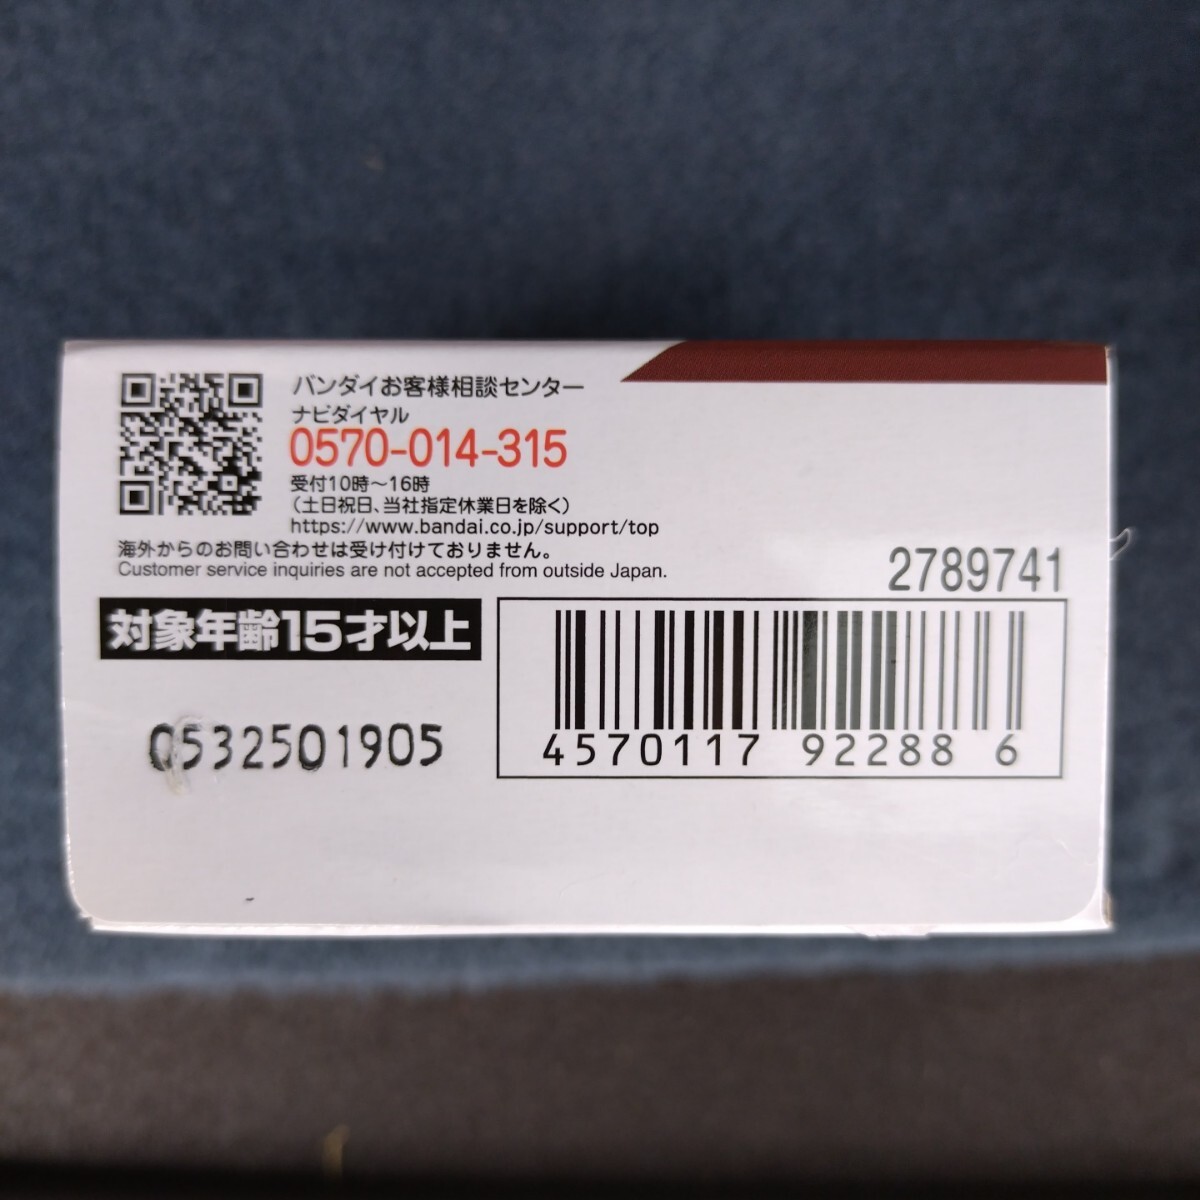 バンダイお客様相談センター
ナビダイヤル
0570-014-315
受付10時～16時
(土日祝日、当社指定休業日を除く)
https://www.bandai.co.jp/support/top
海外からのお問い合わせは受け付けておりません。
Customer service inquiries are not accepted from outside Japan.
2789741
対象年齢15才以上
0532501905
4570117 92288 6